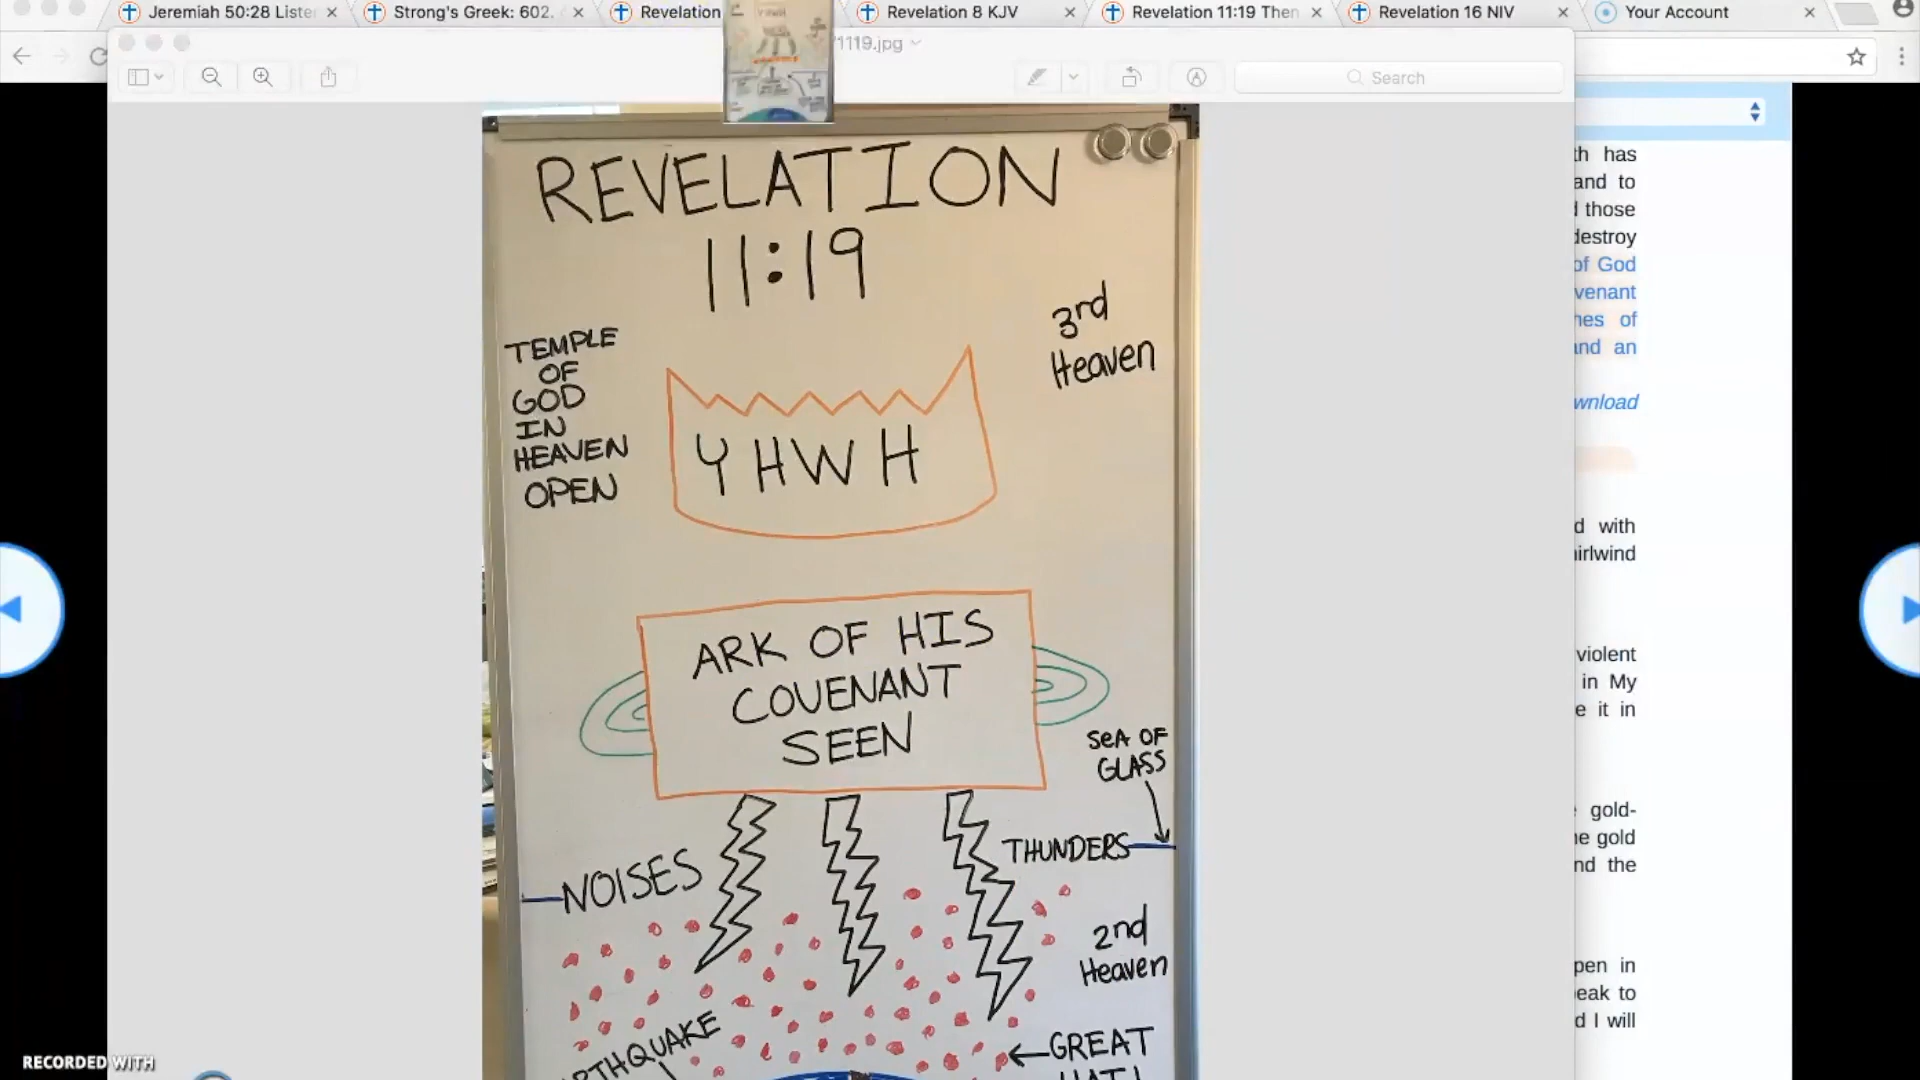 Jeremiah 50:28 Liste
Strong's Greek: 602.
Revelation
Revelation 8 KJV
Revelation 11:19 Then
Revelation 16 NIV
Your Account
1119.jpg
Search
REVELATION
11:19
TEMPLE
OF
GOD
IN
HEAVEN
OPEN
3rd
Heaven
YHWH
ARK OF HIS
COVENANT
SEEN
SEA OF
GLASS
NOISES
THUNDERS
2nd
Heaven
RTHQUAKE
GREAT
HAIL
th has
and to
those
destroy
of God
venant
nes of
and an
wnload
d with
irlwind
violent
in My
e it in
gold-
he gold
nd the
pen in
eak to
d I will
RECORDED WITH